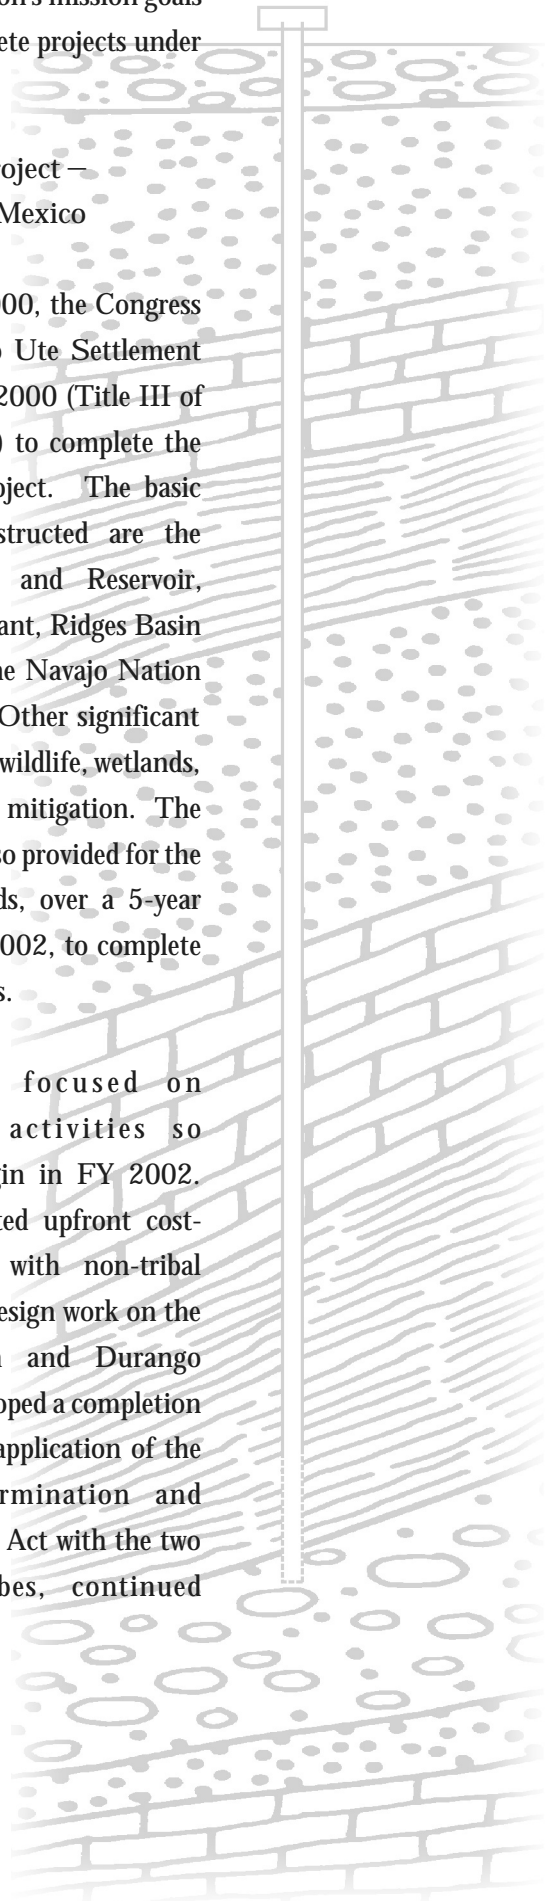 on's mission goals
ete projects under
roject —
Mexico
00, the Congress
Ute Settlement
2000 (Title III of
) to complete the
oject. The basic
structed are the
and Reservoir,
ant, Ridges Basin
he Navajo Nation
Other significant
wildlife, wetlands,
mitigation. The
so provided for the
ds, over a 5-year
002, to complete
s.
focused on
activities so
gin in FY 2002.
ted upfront cost-
with non-tribal
esign work on the
and Durango
oped a completion
application of the
rmination and
Act with the two
bes, continued